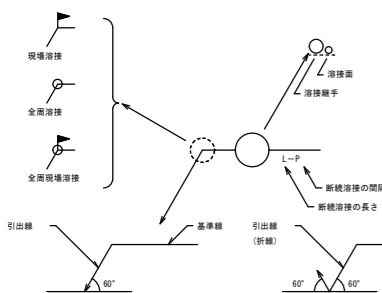 現場溶接
全周溶接
全周現場溶接
溶接面
溶接継手
L－P
断続溶接の間隔
断続溶接の長さ
引出線
基準線
60°
引出線
(折線)
60°
60°